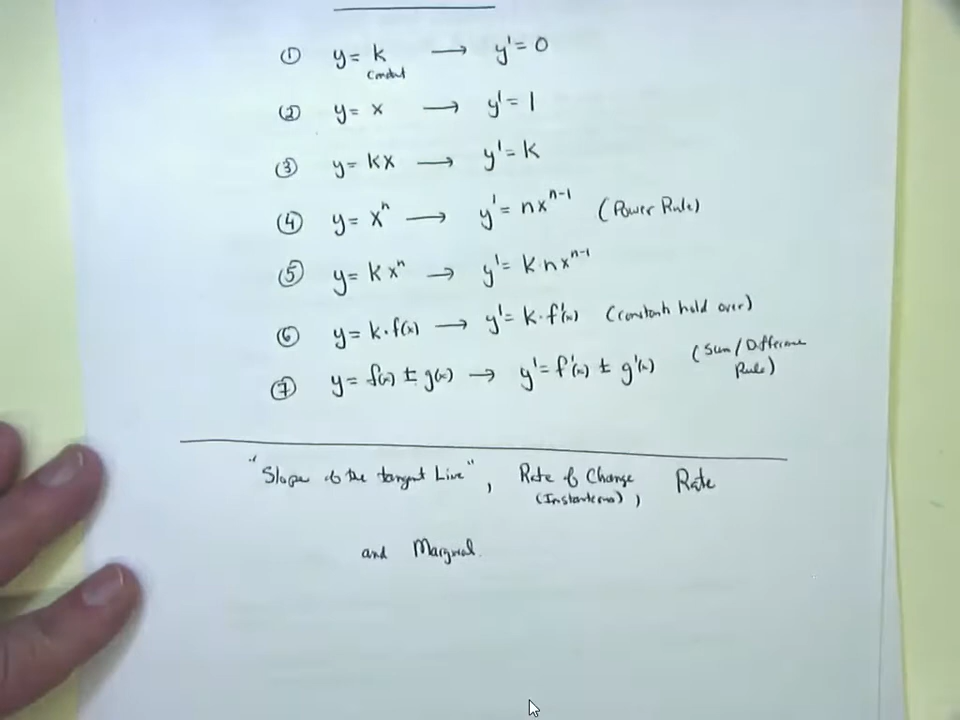 ① y = k → y' = 0
constant
② y = x → y' = 1
③ y = kx → y' = k
④ y = xⁿ → y' = nxⁿ⁻¹ (Power Rule)
⑤ y = k xⁿ → y' = k·nxⁿ⁻¹
⑥ y = k·f(x) → y' = k·f'(x) (constants hold over)
⑦ y = f(x) ± g(x) → y' = f'(x) ± g'(x) (Sum/Difference
Rule)
"Slope of the tangent Line", Rate of Change Rate
(Instantaneous),
and Marginal.